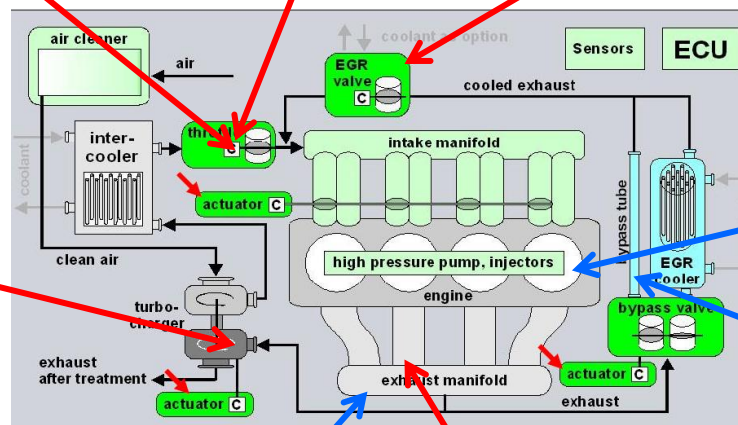 air cleaner
air
coolant as option
EGR
valve
C
Sensors
ECU
cooled exhaust
inter-
cooler
C
intake manifold
coolant
actuator C
clean air
bypass tube
EGR
cooler
high pressure pump, injectors
engine
turbo-
charger
bypass valve
exhaust
after treatment
exhaust manifold
actuator C
actuator C
exhaust